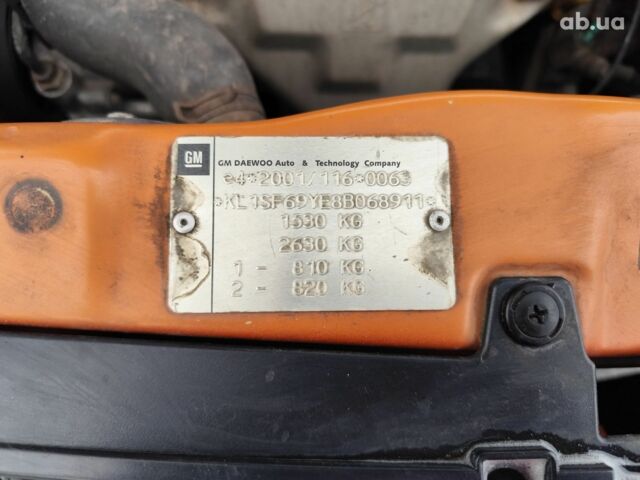 ab.ua
GM
GM DAEWOO Auto & Technology Company
e4*2001/116*0063
*KL1SF69YE8B068911*
1530 KG
2630 KG
1 - 810 KG
2 - 820 KG